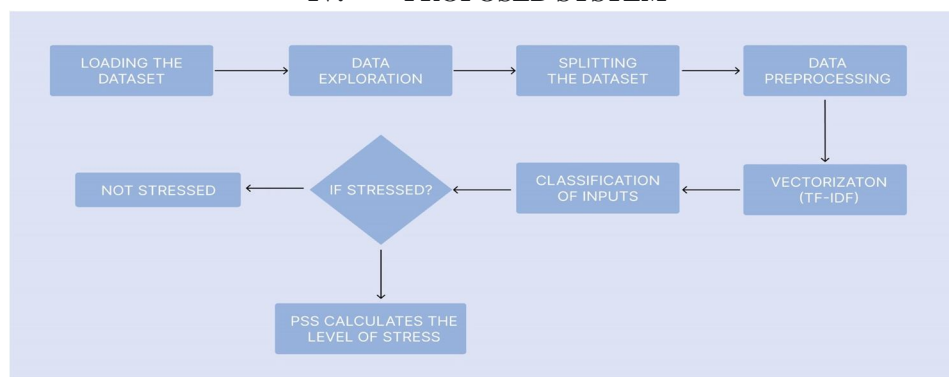 IV. PROPOSED SYSTEM
LOADING THE
DATASET
DATA
EXPLORATION
SPLITTING
THE DATASET
DATA
PREPROCESSING
NOT STRESSED
IF STRESSED?
CLASSIFICATION
OF INPUTS
VECTORIZATON
(TF-IDF)
PSS CALCULATES THE
LEVEL OF STRESS